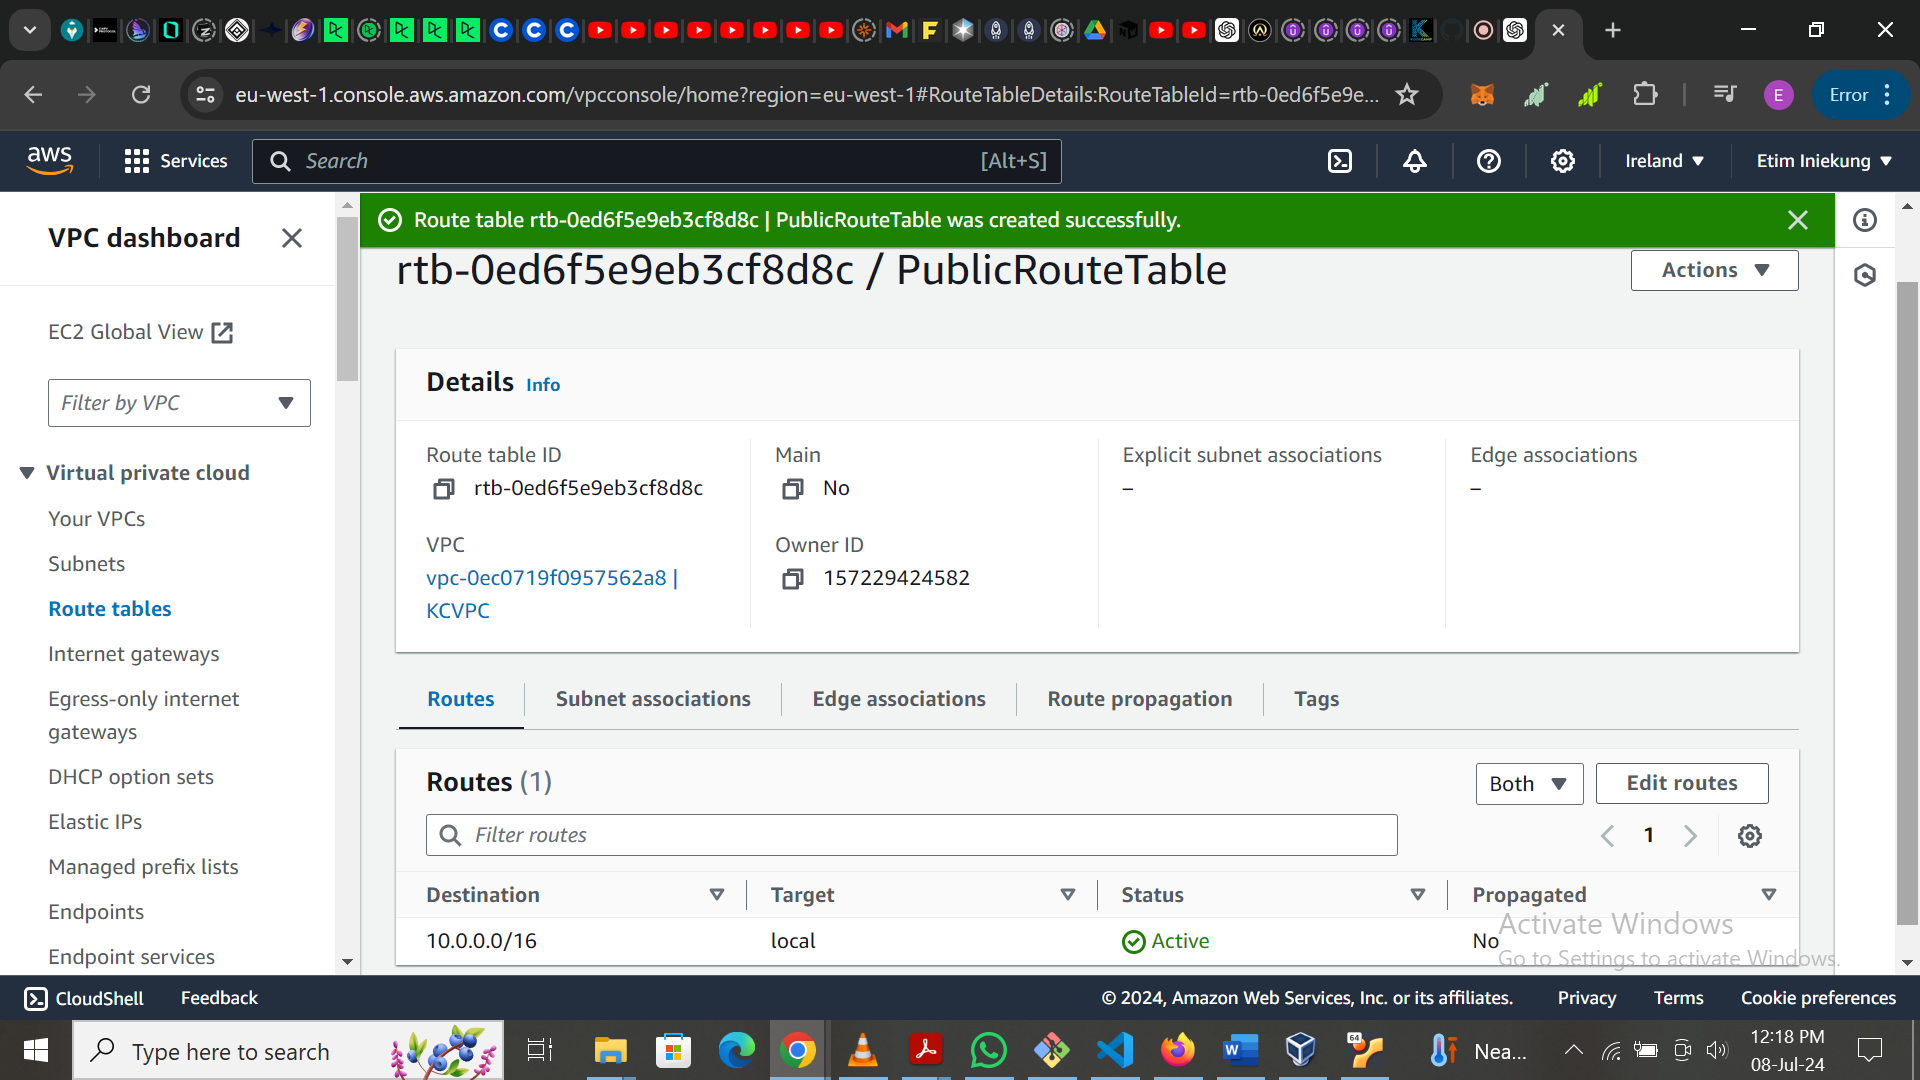 eu-west-1.console.aws.amazon.com/vpcconsole/home?region=eu-west-1#RouteTableDetails:RouteTableId=rtb-0ed6f5e9e...
E
Error
aws
Services
Search
[Alt+S]
Ireland
Etim Iniekung
VPC dashboard
Route table rtb-0ed6f5e9eb3cf8d8c | PublicRouteTable was created successfully.
rtb-0ed6f5e9eb3cf8d8c / PublicRouteTable
Actions
EC2 Global View
Filter by VPC
Virtual private cloud
Your VPCs
Subnets
Route tables
Internet gateways
Egress-only internet
gateways
DHCP option sets
Elastic IPs
Managed prefix lists
Endpoints
Endpoint services
Details Info
Route table ID
rtb-0ed6f5e9eb3cf8d8c
Main
No
Explicit subnet associations
–
Edge associations
–
VPC
vpc-0ec0719f0957562a8 |
KCVPC
Owner ID
157229424582
Routes
Subnet associations
Edge associations
Route propagation
Tags
Routes (1)
Both
Edit routes
Filter routes
1
Destination
Target
Status
Propagated
10.0.0.0/16
local
Active
No
Activate Windows
Go to Settings to activate Windows.
CloudShell
Feedback
© 2024, Amazon Web Services, Inc. or its affiliates.
Privacy
Terms
Cookie preferences
Type here to search
Nea...
12:18 PM
08-Jul-24